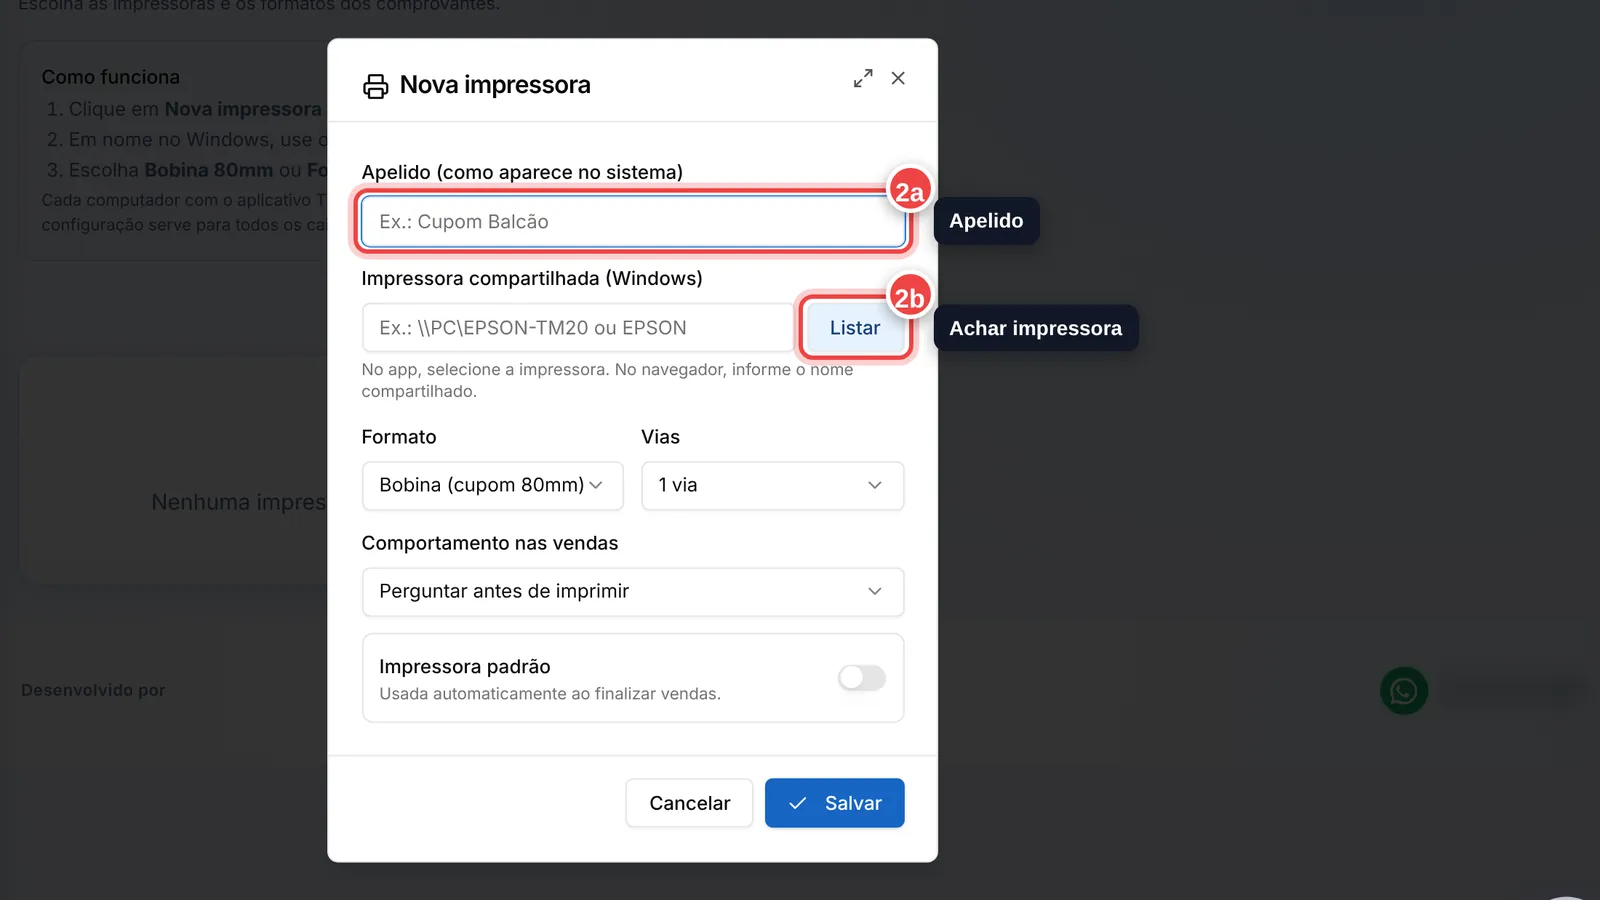 Escolha as impressoras e os formatos dos comprovantes.
Como funciona
1. Clique em Nova impressora
2. Em nome no Windows, use o
3. Escolha Bobina 80mm ou Fo
Cada computador com o aplicativo T
configuração serve para todos os cai
Nenhuma impres
Desenvolvido por
Nova impressora
Apelido (como aparece no sistema)
Ex.: Cupom Balcão
2a
Apelido
Impressora compartilhada (Windows)
Ex.: \\PC\EPSON-TM20 ou EPSON
Listar
2b
Achar impressora
No app, selecione a impressora. No navegador, informe o nome
compartilhado.
Formato
Vias
Bobina (cupom 80mm)
1 via
Comportamento nas vendas
Perguntar antes de imprimir
Impressora padrão
Usada automaticamente ao finalizar vendas.
Cancelar
Salvar